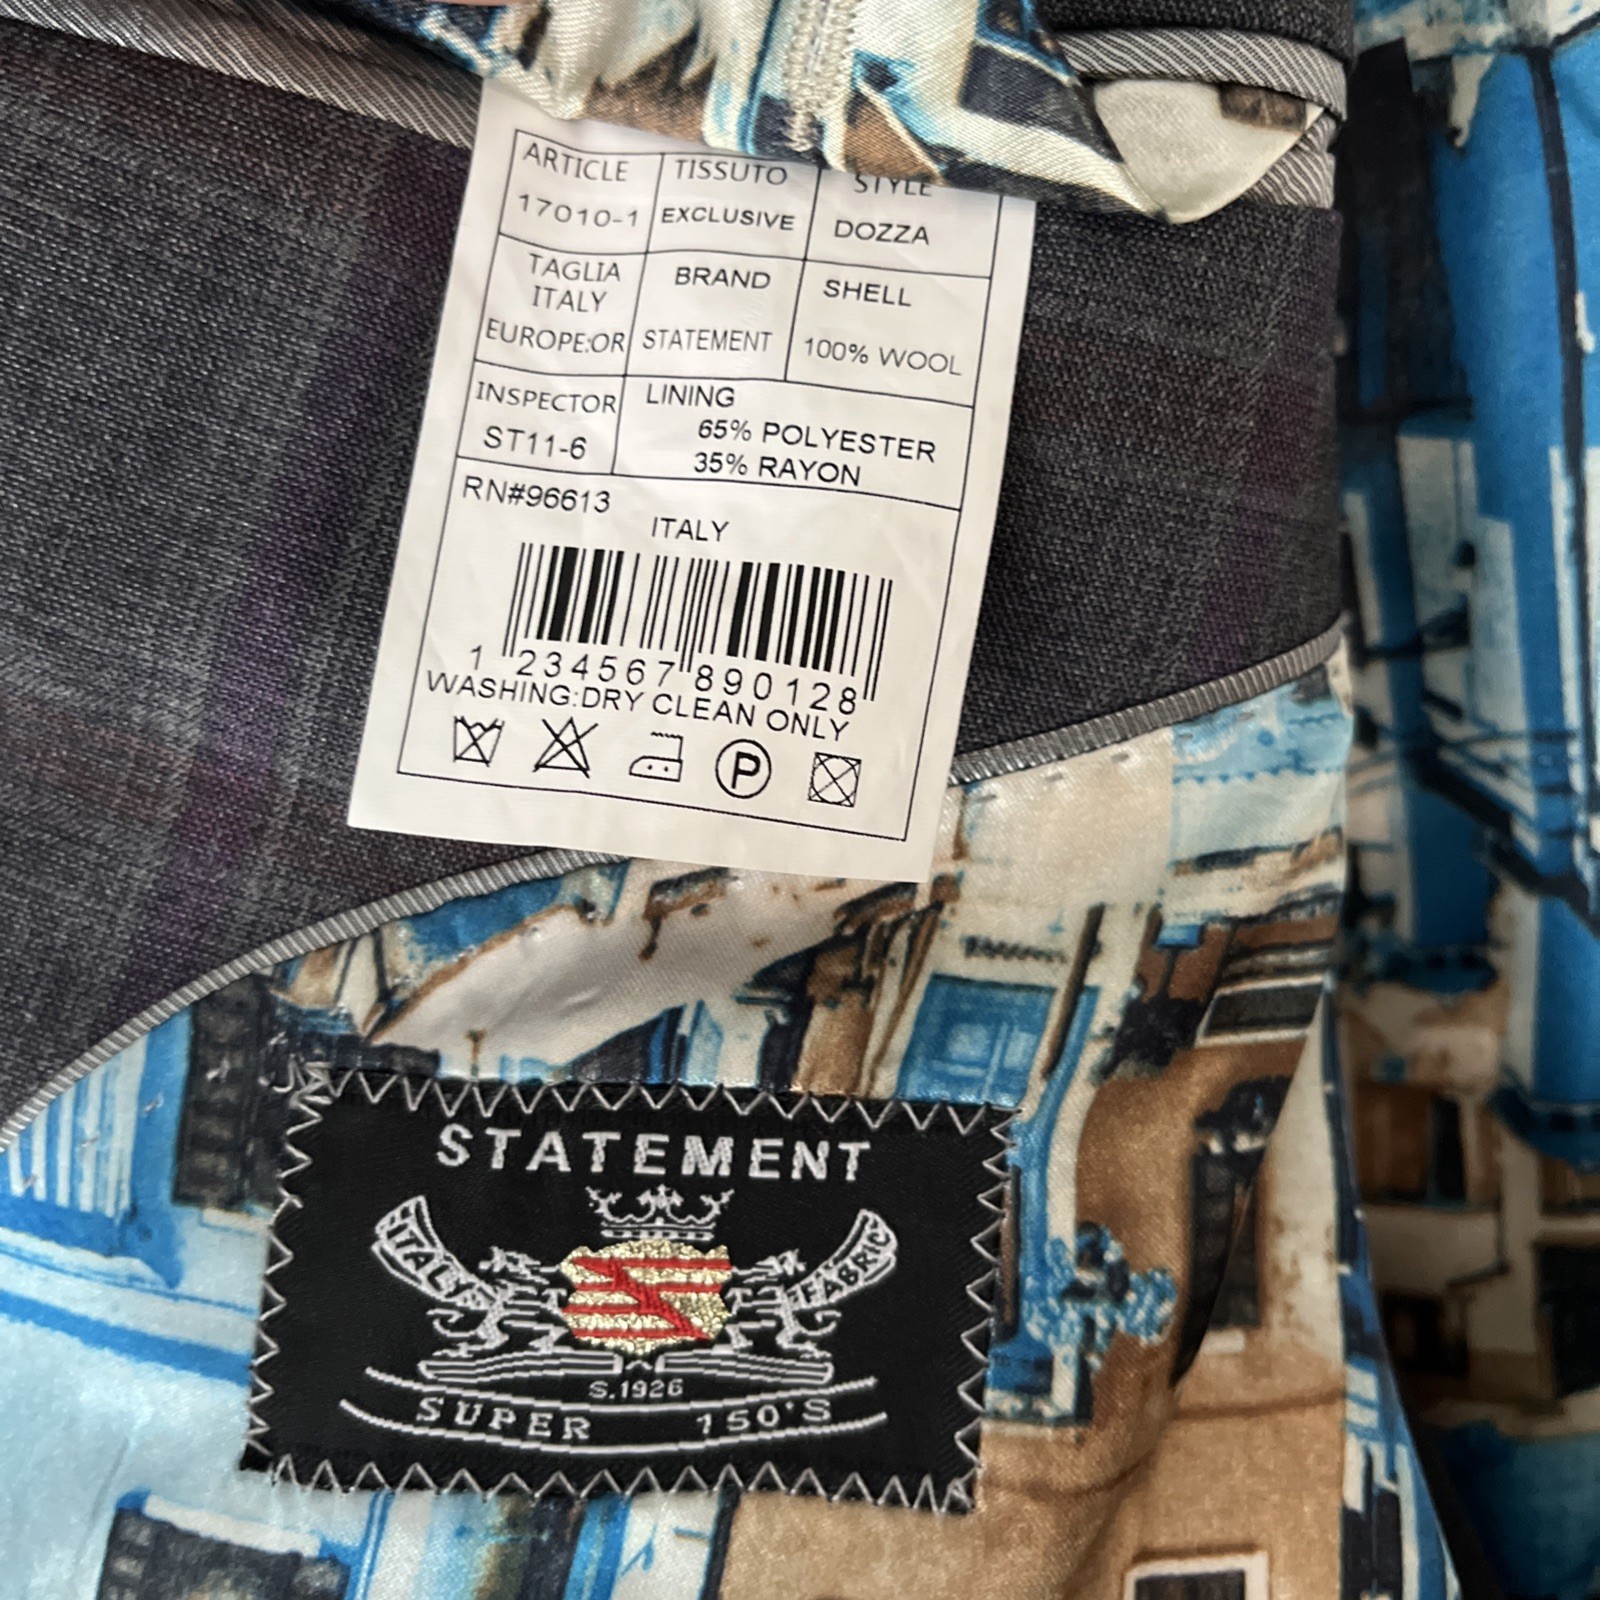 ARTICLE TISSUTO STYLE
17010-1 EXCLUSIVE DOZZA
TAGLIA
ITALY BRAND SHELL
EUROPE:OR STATEMENT 100% WOOL
INSPECTOR LINING
65% POLYESTER
ST11-6 35% RAYON
RN#96613
ITALY
1 234567 890128
WASHING:DRY CLEAN ONLY
P
STATEMENT
ITALY FABRIC
S.1926
SUPER 150'S